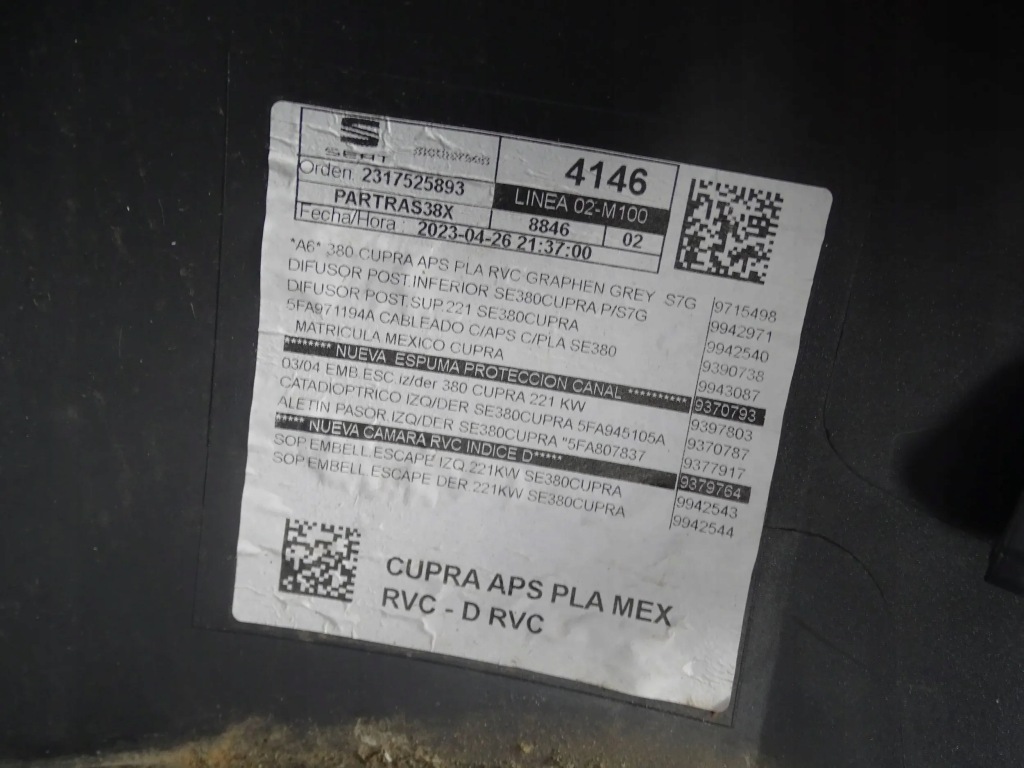 SEAT motherson
4146
Orden: 2317525893
LINEA 02-M100
PARTRAS38X
8846 02
Fecha/Hora : 2023-04-26 21:37:00
*A6* 380 CUPRA APS PLA RVC GRAPHEN GREY S7G 9715498
DIFUSOR POST.INFERIOR SE380CUPRA P/S7G 9942971
DIFUSOR POST.SUP.221 SE380CUPRA 9942540
5FA971194A CABLEADO C/APS C/PLA SE380 9390738
MATRICULA MEXICO CUPRA 9943087
******** NUEVA ESPUMA PROTECCION CANAL ********** 9370793
03/04 EMB.ESC.iz/der 380 CUPRA 221 KW 9397803
CATADIOPTRICO IZQ/DER SE380CUPRA 5FA945105A 9370787
ALETIN PASOR.IZQ/DER SE380CUPRA "5FA807837 9377917
***** NUEVA CAMARA RVC INDICE D***** 9379764
SOP.EMBELL ESCAPE IZQ 221KW SE380CUPRA 9942543
SOP.EMBELL ESCAPE DER 221KW SE380CUPRA 9942544
CUPRA APS PLA MEX
RVC - D RVC